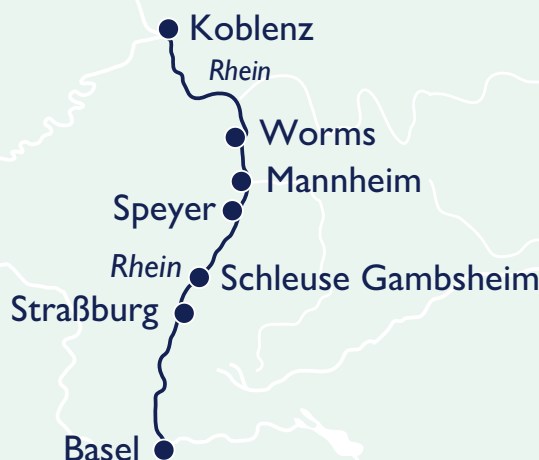 Koblenz
Rhein
Worms
Mannheim
Speyer
Rhein
Schleuse Gambsheim
Straßburg
Basel